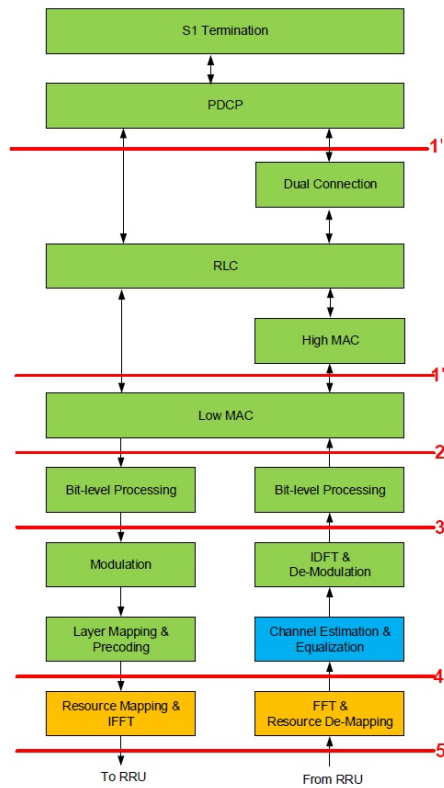 S1 Termination
PDCP
1'
Dual Connection
RLC
High MAC
1"
Low MAC
2
Bit-level Processing
Bit-level Processing
3
Modulation
IDFT &
De-Modulation
Layer Mapping &
Precoding
Channel Estimation &
Equalization
4
Resource Mapping &
IFFT
FFT &
Resource De-Mapping
5
To RRU
From RRU